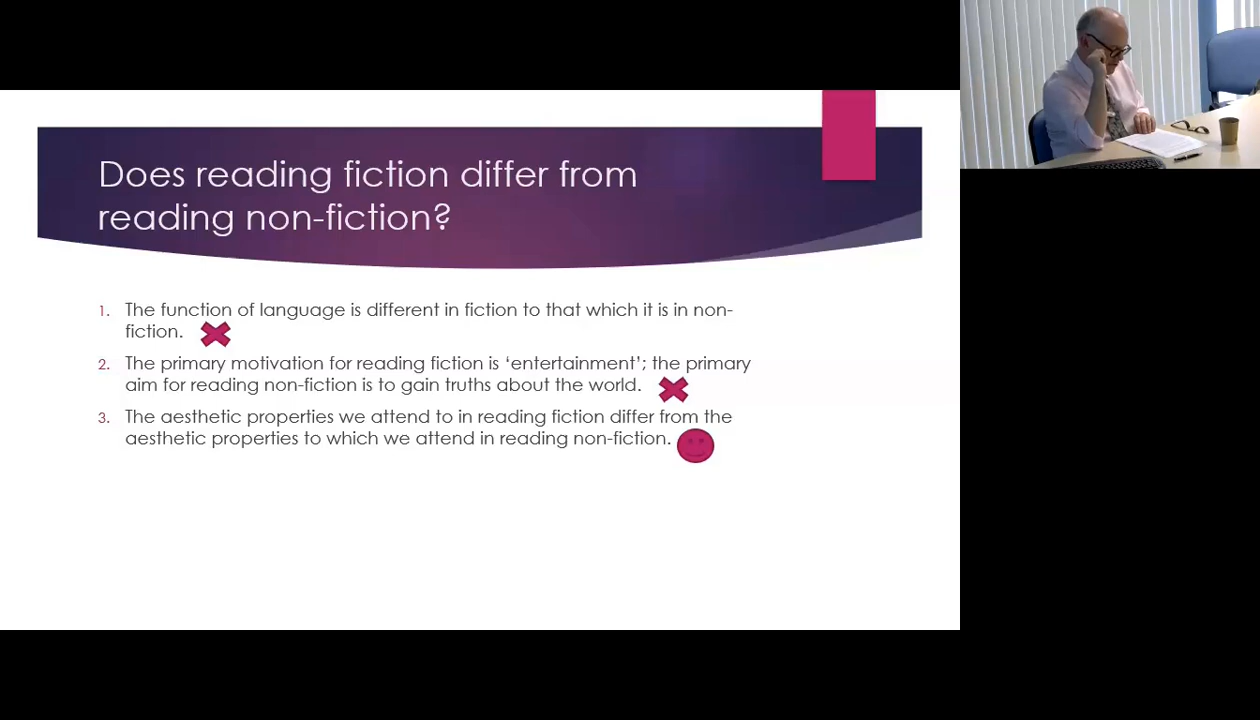 Does reading fiction differ from
reading non-fiction?
1. The function of language is different in fiction to that which it is in non-
fiction.
2. The primary motivation for reading fiction is ‘entertainment’; the primary
aim for reading non-fiction is to gain truths about the world.
3. The aesthetic properties we attend to in reading fiction differ from the
aesthetic properties to which we attend in reading non-fiction.